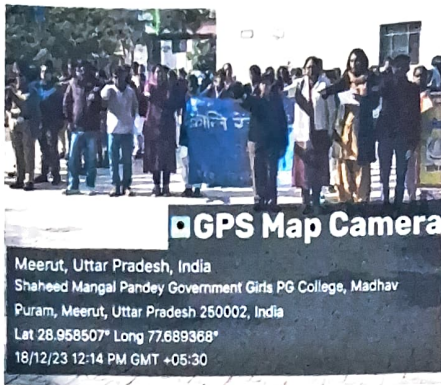 GPS Map Camera
Meerut, Uttar Pradesh, India
Shaheed Mangal Pandey Government Girls PG College, Madhav
Puram, Meerut, Uttar Pradesh 250002, India
Lat 28.958507° Long 77.689368°
18/12/23 12:14 PM GMT +05:30